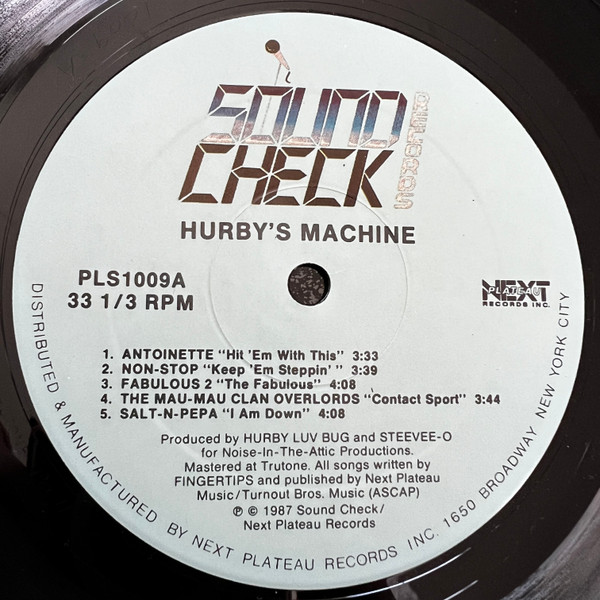 SOUND
CHECK
RECORDS
HURBY'S MACHINE
PLS1009A
33 1/3 RPM
NEXT
PLATEAU
RECORDS INC.
1. ANTOINETTE "Hit 'Em With This" 3:33
2. NON-STOP "Keep 'Em Steppin' " 3:39
3. FABULOUS 2 "The Fabulous" 4:08
4. THE MAU-MAU CLAN OVERLORDS "Contact Sport" 3:44
5. SALT-N-PEPA "I Am Down" 4:08
Produced by HURBY LUV BUG and STEEVEE-O
for Noise-In-The-Attic Productions.
Mastered at Trutone. All songs written by
FINGERTIPS and published by Next Plateau
Music/Turnout Bros. Music (ASCAP)
℗ © 1987 Sound Check/
Next Plateau Records
DISTRIBUTED & MANUFACTURED BY NEXT PLATEAU RECORDS INC. 1650 BROADWAY NEW YORK CITY